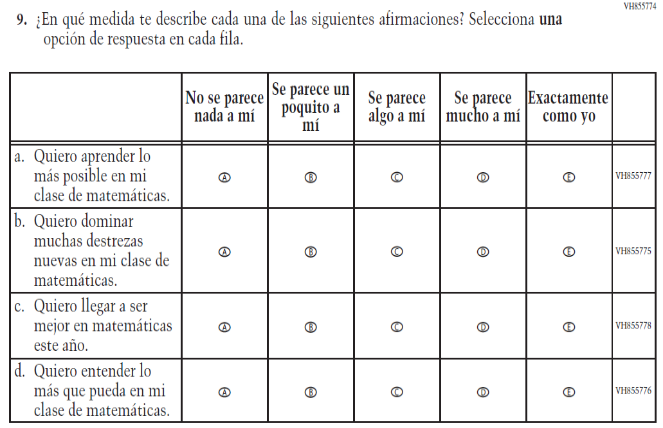 VH855774
9. ¿En qué medida te describe cada una de las siguientes afirmaciones? Selecciona una
opción de respuesta en cada fila.
No se parece
nada a mí
Se parece un
poquito a
mí
Se parece
algo a mí
Se parece
mucho a mí
Exactamente
como yo
a. Quiero aprender lo
más posible en mi
clase de matemáticas.
A B C D E VH855777
b. Quiero dominar
muchas destrezas
nuevas en mi clase de
matemáticas.
A B C D E VH855775
c. Quiero llegar a ser
mejor en matemáticas
este año.
A B C D E VH855778
d. Quiero entender lo
más que pueda en mi
clase de matemáticas.
A B C D E VH855776